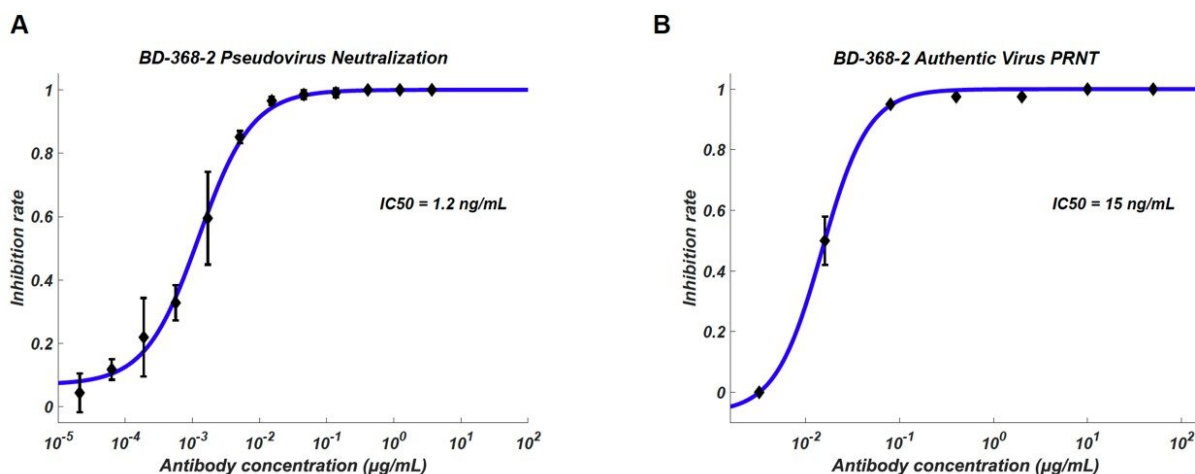 A
BD-368-2 Pseudovirus Neutralization
1
0.8
0.6
0.4
0.2
0
Inhibition rate
IC50 = 1.2 ng/mL
10^-5 10^-4 10^-3 10^-2 10^-1 10^0 10^1 10^2
Antibody concentration (µg/mL)
B
BD-368-2 Authentic Virus PRNT
1
0.8
0.6
0.4
0.2
0
Inhibition rate
IC50 = 15 ng/mL
10^-2 10^-1 10^0 10^1 10^2
Antibody concentration (µg/mL)